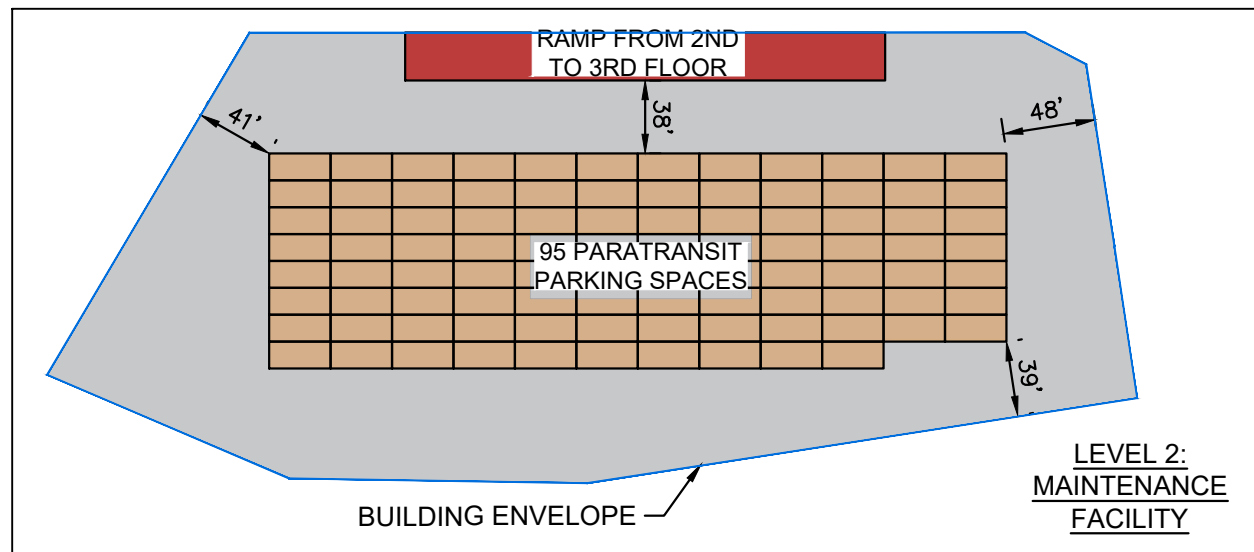 RAMP FROM 2ND
TO 3RD FLOOR
41'
38'
48'
95 PARATRANSIT
PARKING SPACES
39'
BUILDING ENVELOPE
LEVEL 2:
MAINTENANCE
FACILITY